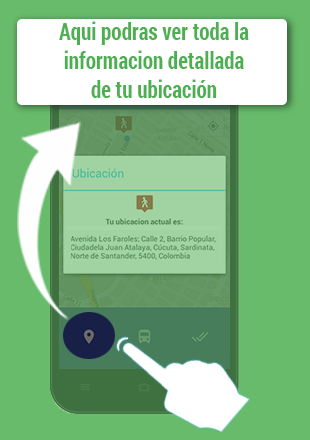 Aqui podras ver toda la
informacion detallada
de tu ubicación
Ubicación
Tu ubicacion actual es:
Avenida Los Faroles; Calle 2, Barrio Popular,
Ciudadela Juan Atalaya, Cúcuta, Sardinata,
Norte de Santander, 5400, Colombia